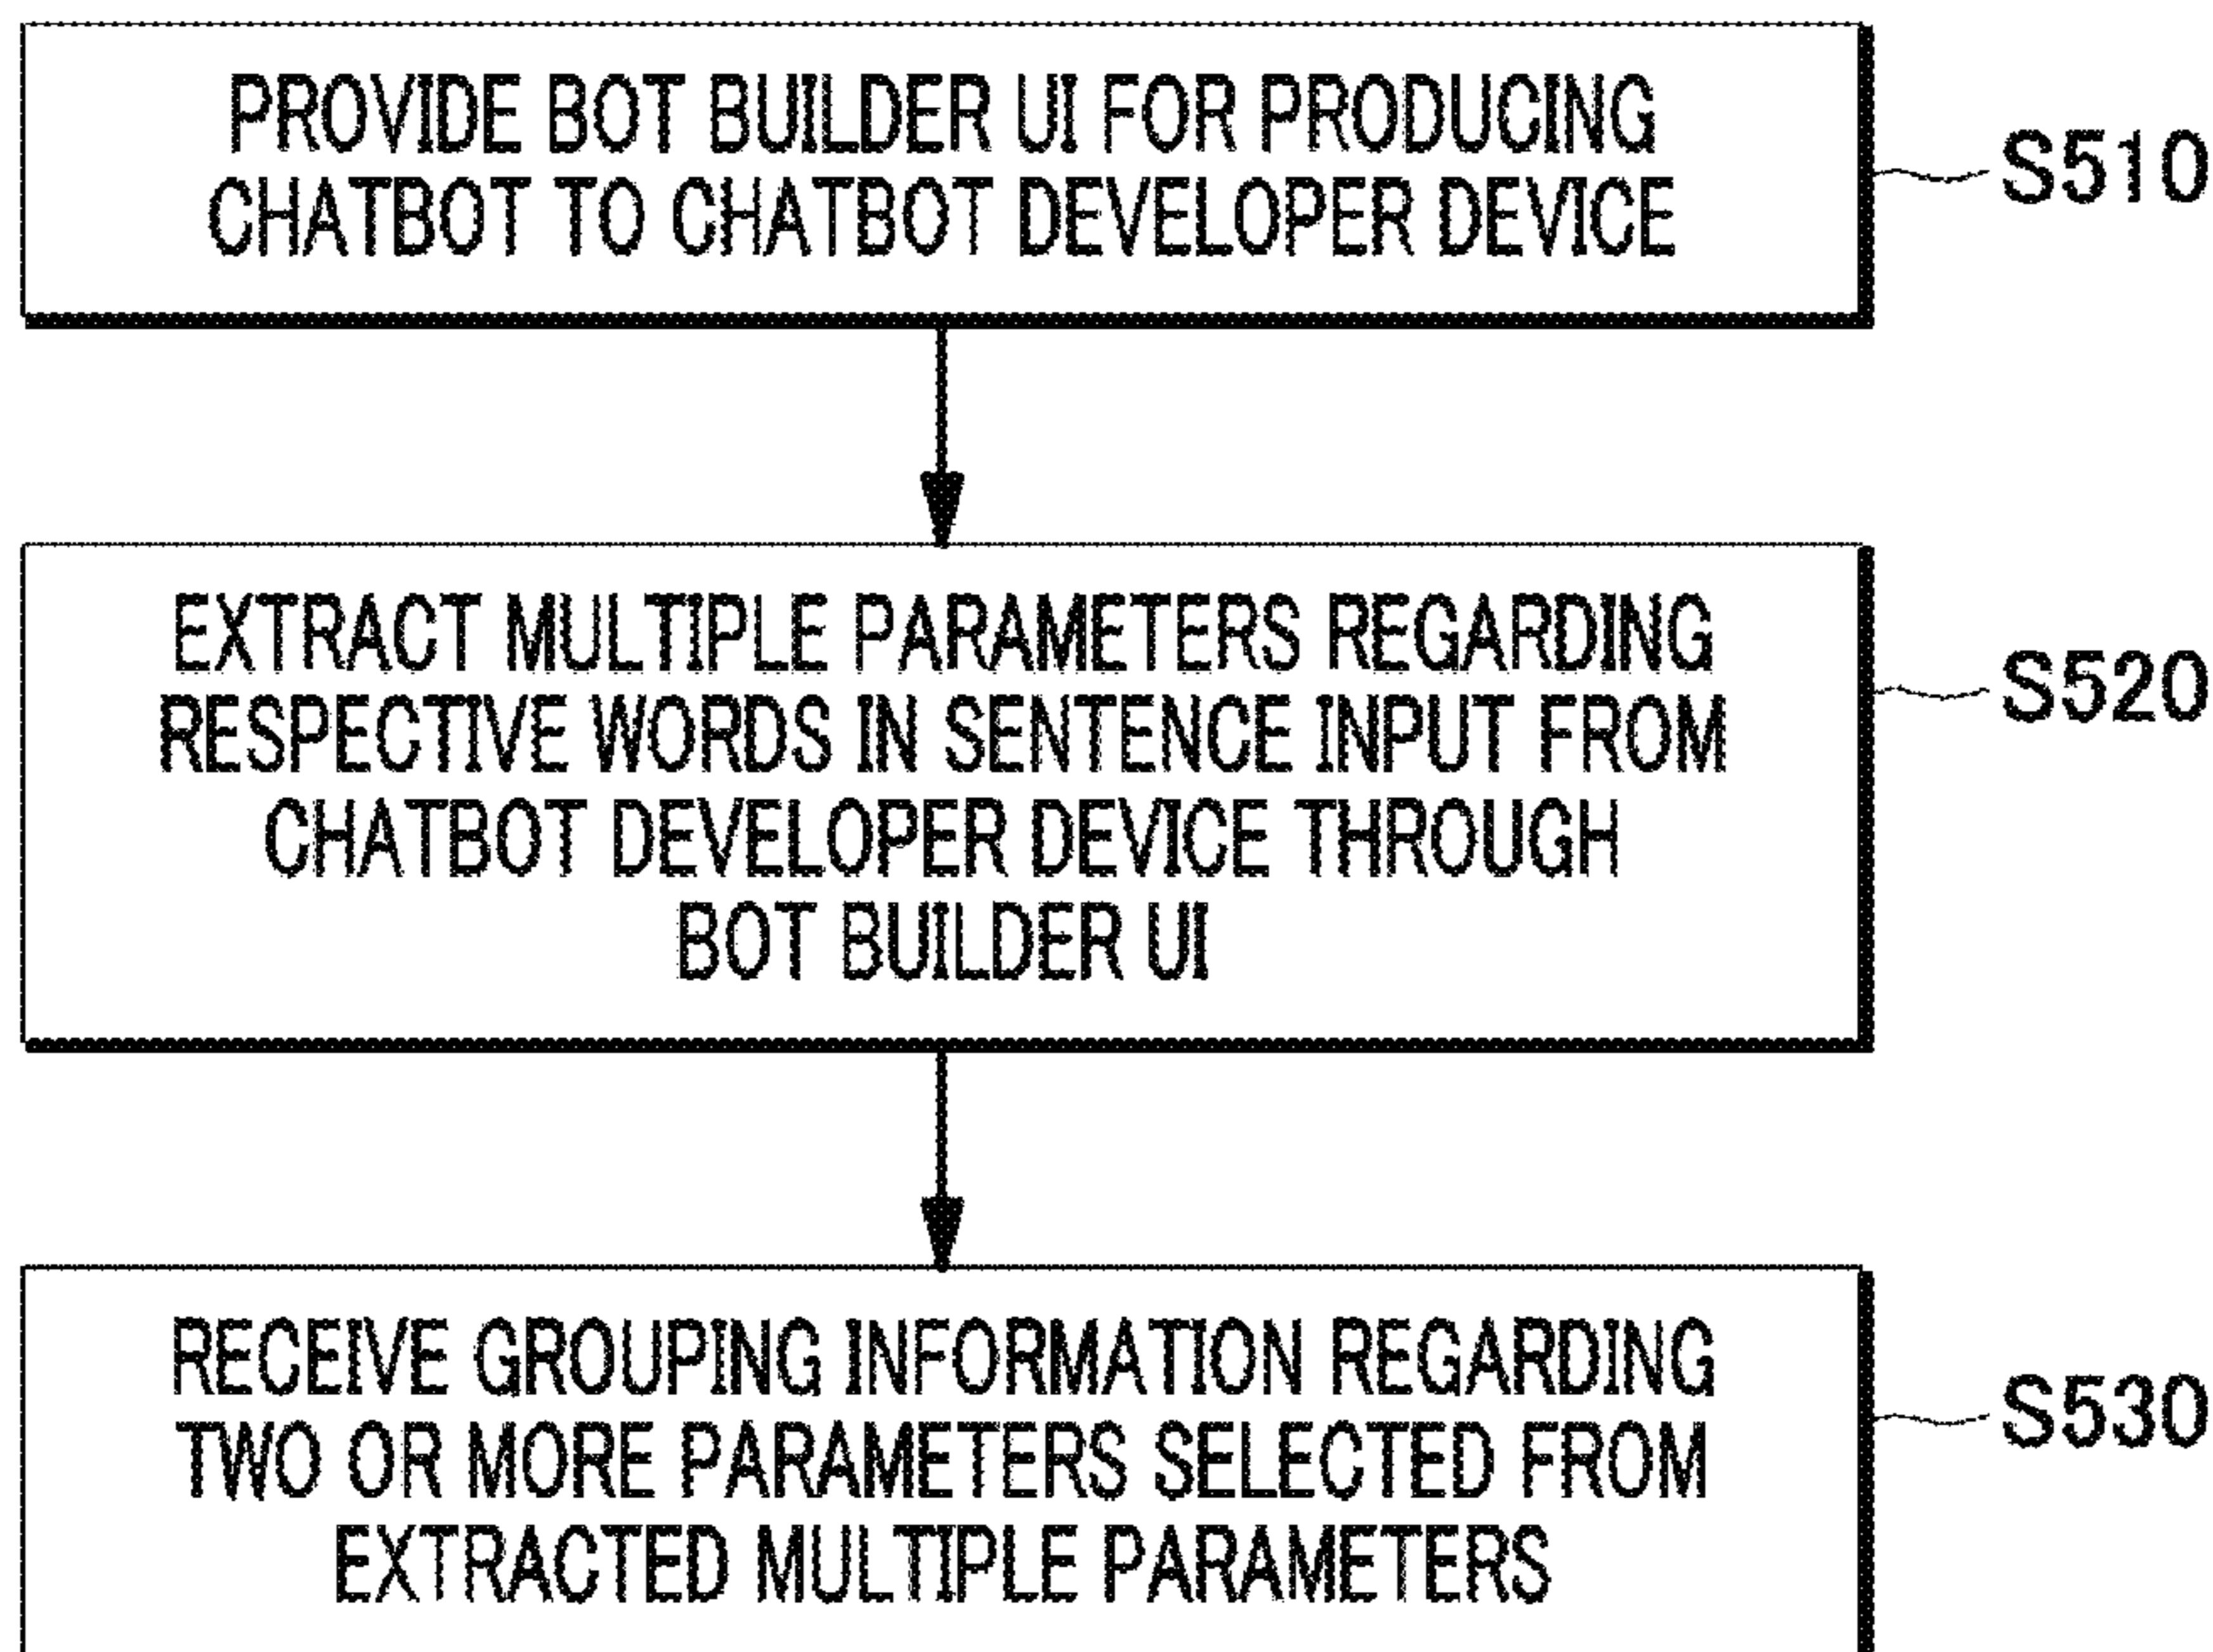 PROVIDE BOT BUILDER UI FOR PRODUCING
CHATBOT TO CHATBOT DEVELOPER DEVICE
S510
EXTRACT MULTIPLE PARAMETERS REGARDING
RESPECTIVE WORDS IN SENTENCE INPUT FROM
CHATBOT DEVELOPER DEVICE THROUGH
BOT BUILDER UI
S520
RECEIVE GROUPING INFORMATION REGARDING
TWO OR MORE PARAMETERS SELECTED FROM
EXTRACTED MULTIPLE PARAMETERS
S530